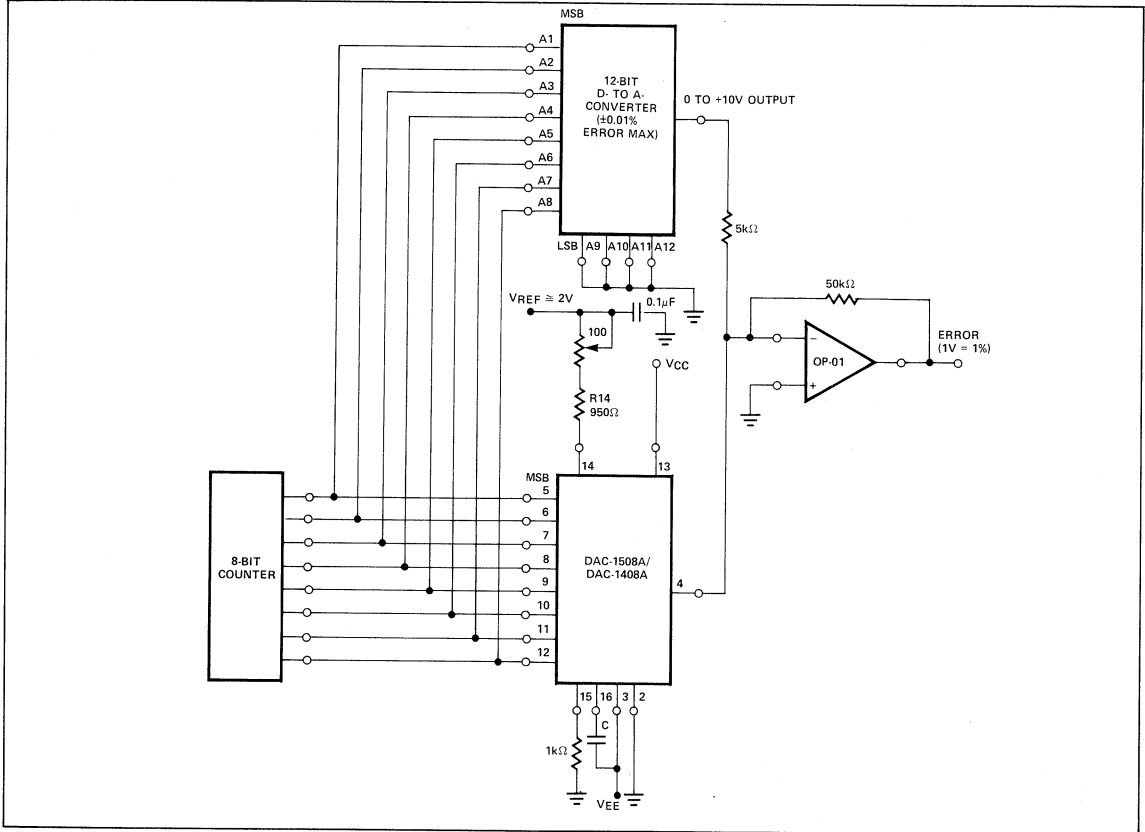 MSB
A1
A2
A3
A4
A5
A6
A7
A8
12-BIT
D- TO A-
CONVERTER
(±0.01%
ERROR MAX)
0 TO +10V OUTPUT
LSB A9 A10 A11 A12
5kΩ
VREF ≅ 2V
0.1μF
100
R14
950Ω
VCC
50kΩ
−
+
OP-01
ERROR
(1V = 1%)
14
13
MSB
5
6
7
8
9
10
11
12
8-BIT
COUNTER
DAC-1508A/
DAC-1408A
4
15 16 3 2
C
1kΩ
VEE